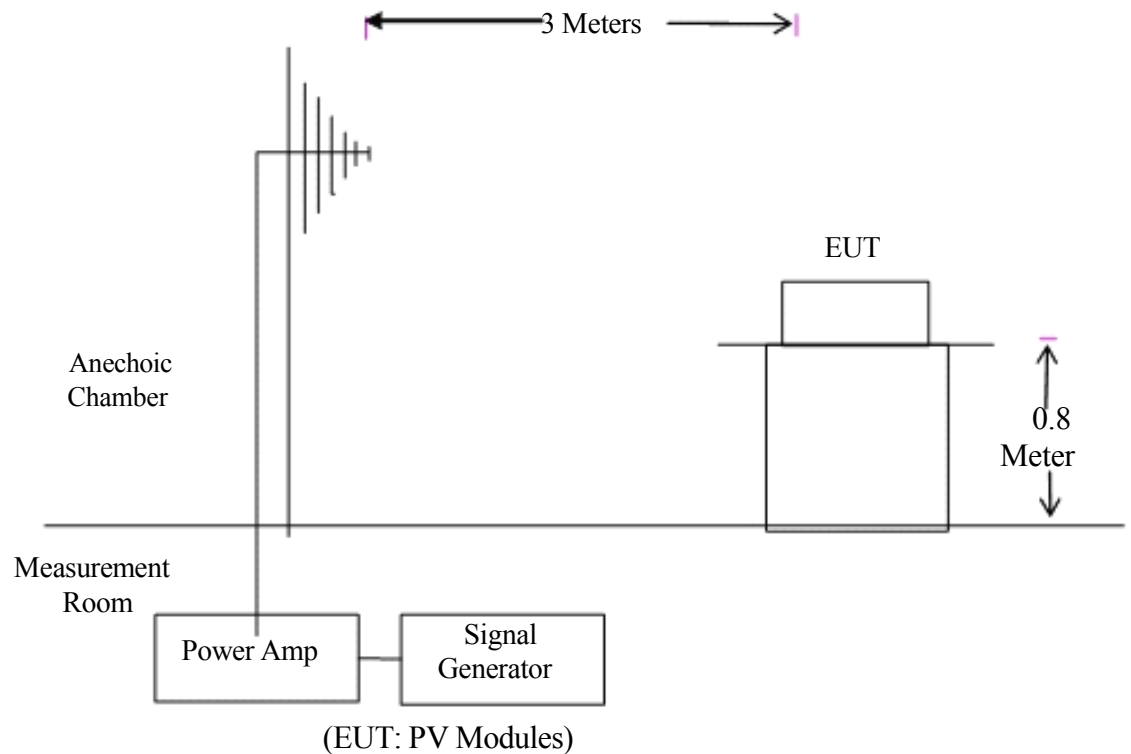 3 Meters
EUT
Anechoic
Chamber
0.8
Meter
Measurement
Room
Power Amp
Signal
Generator
(EUT: PV Modules)